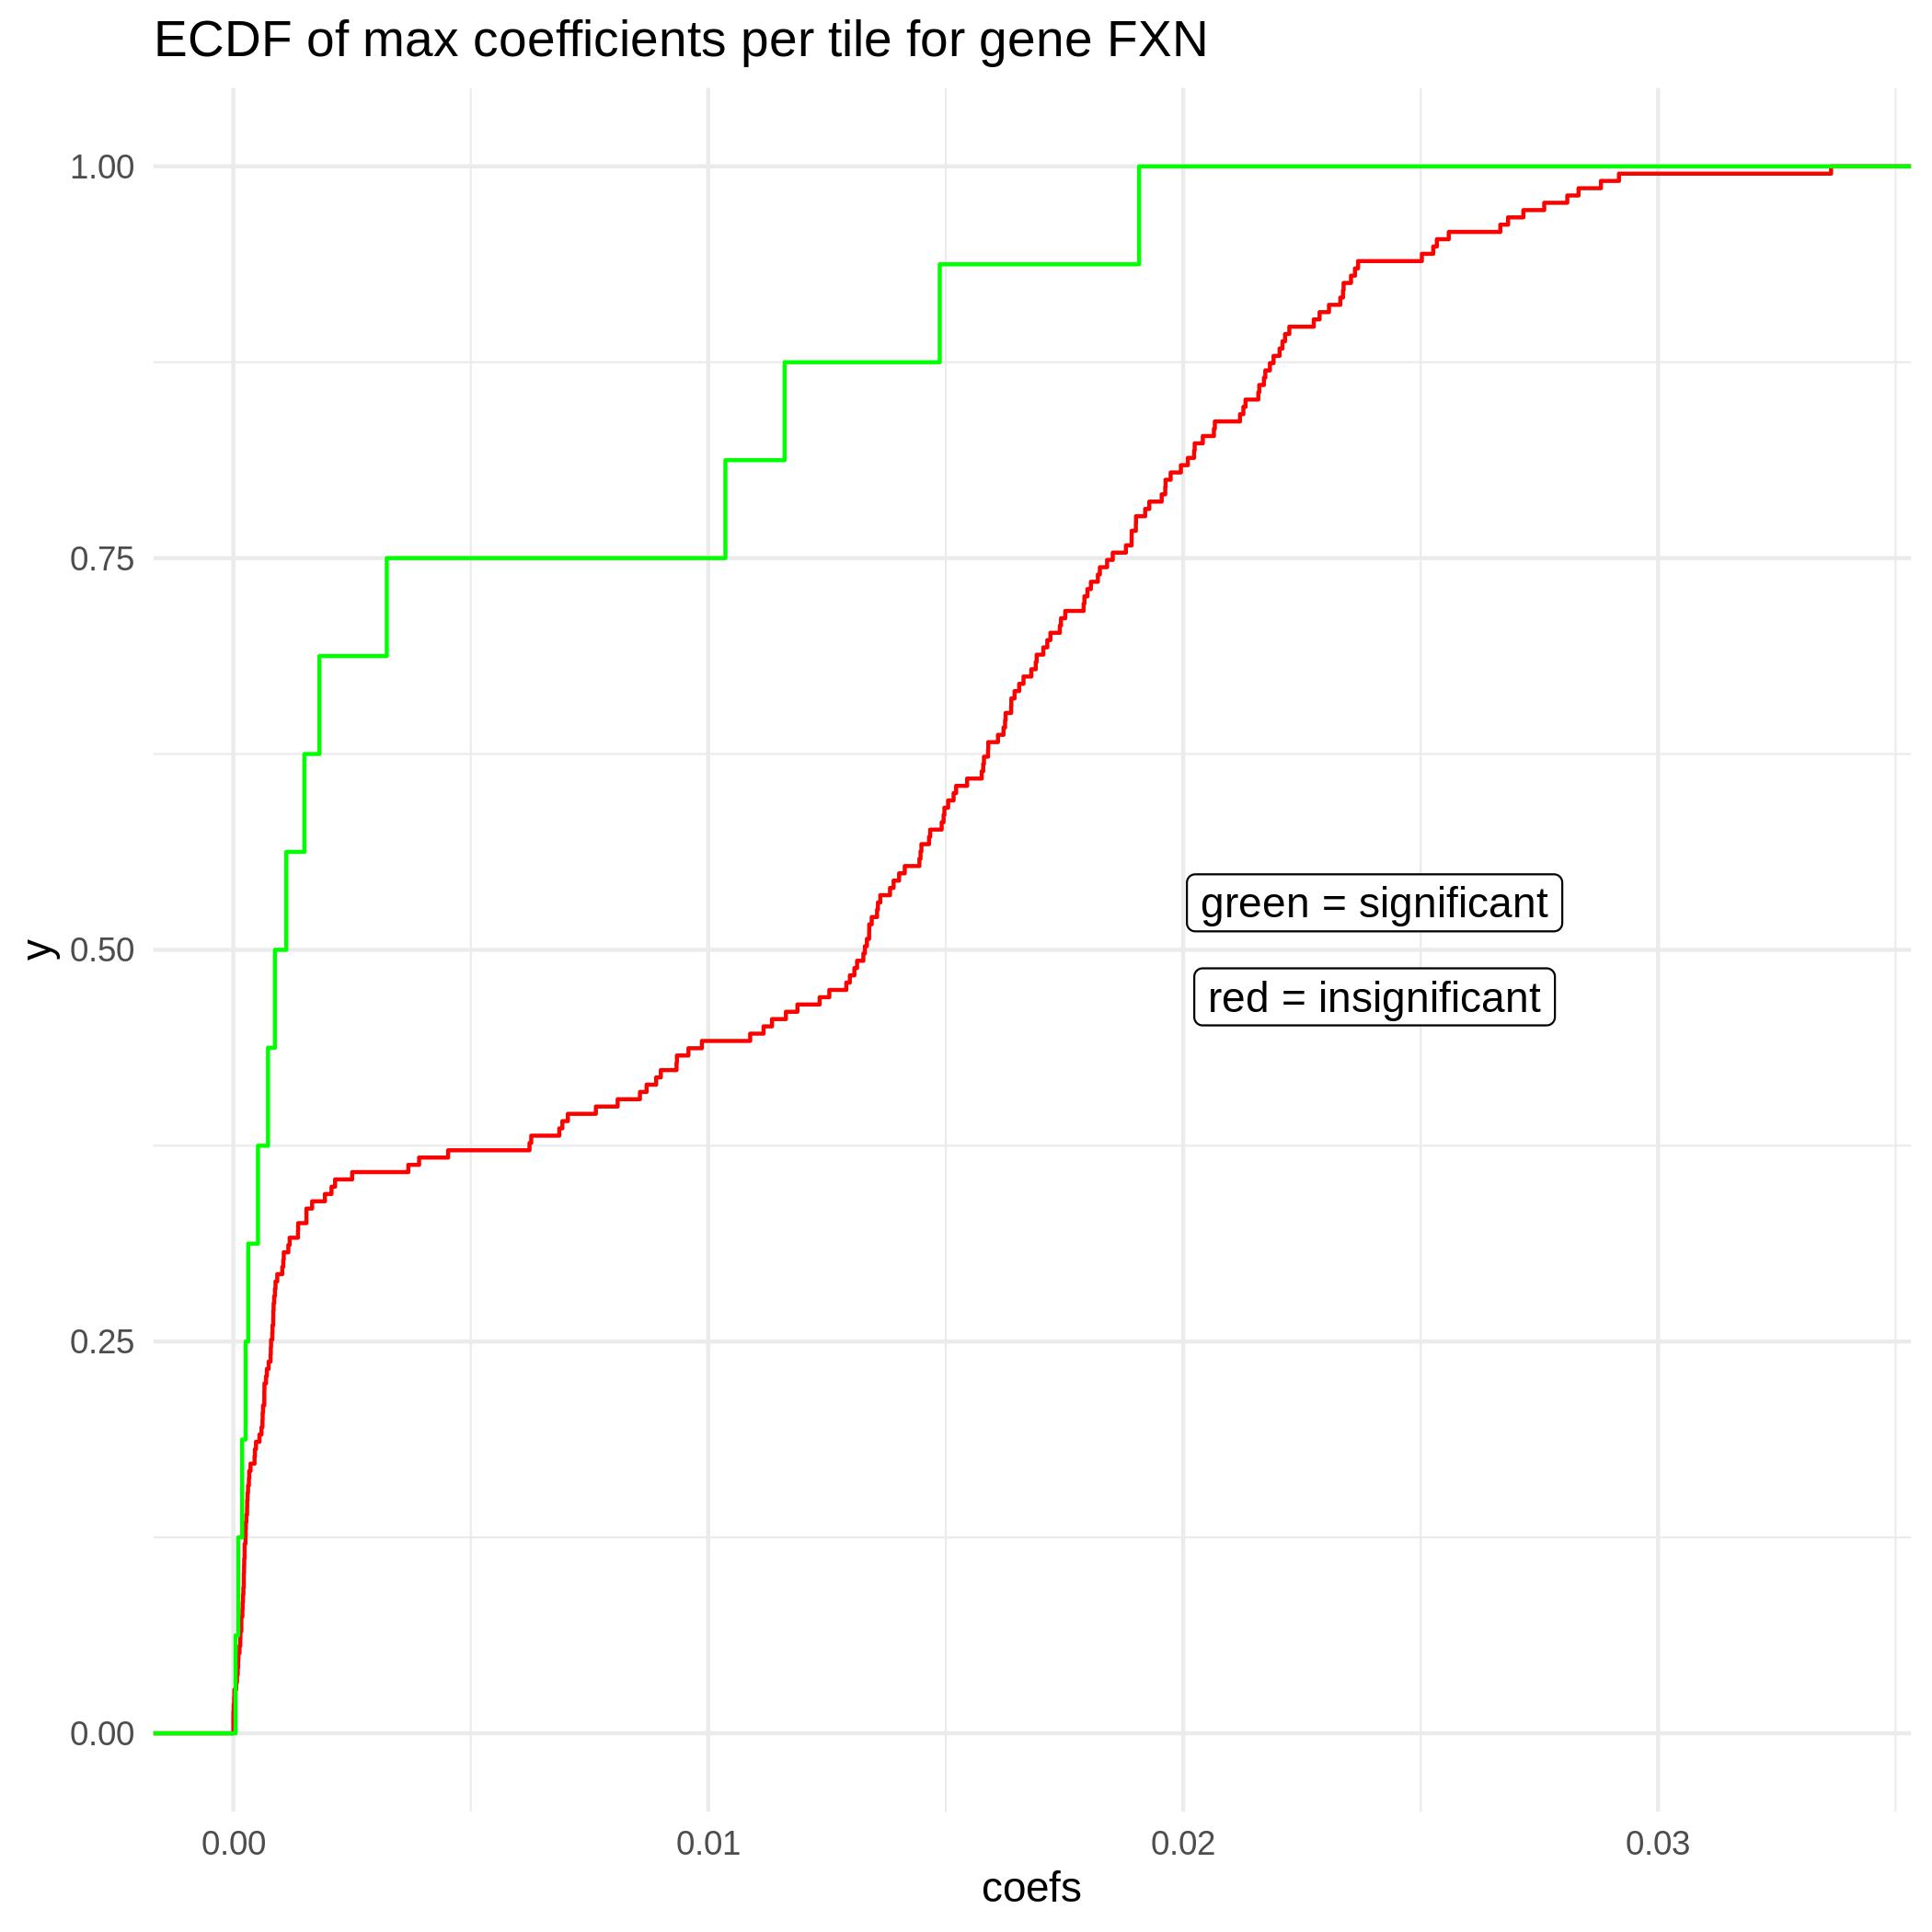 ECDF of max coefficients per tile for gene FXN
1.00
0.75
0.50
0.25
0.00
y
green = significant
red = insignificant
0.00 0.01 0.02 0.03
coefs